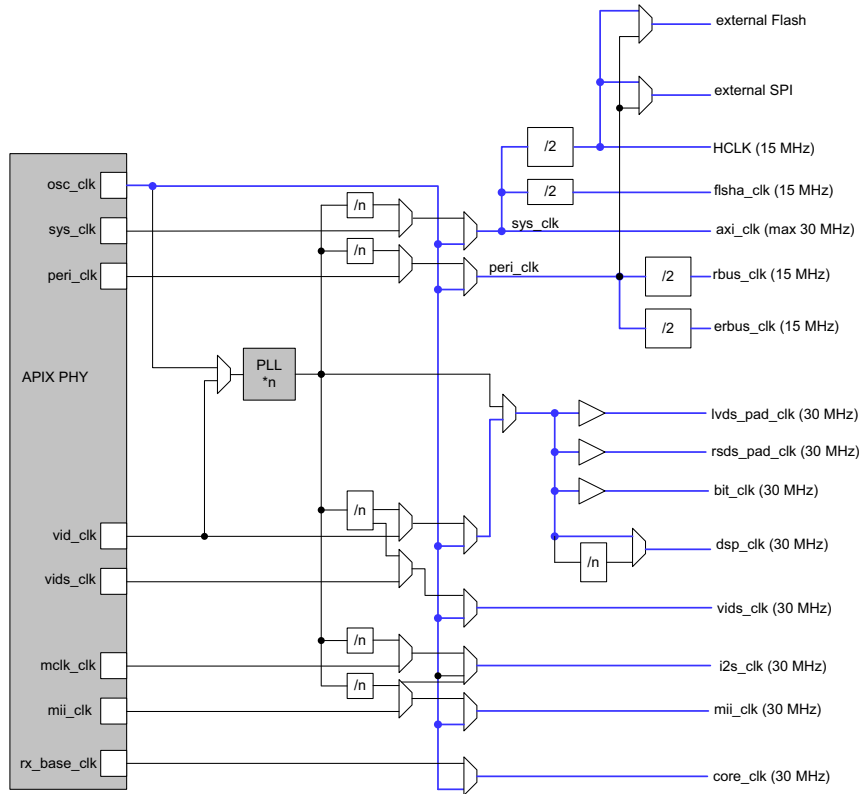 external Flash
external SPI
/2
HCLK (15 MHz)
osc_clk
/2
flsha_clk (15 MHz)
/n
sys_clk
sys_clk
axi_clk (max 30 MHz)
/n
peri_clk
peri_clk
/2
rbus_clk (15 MHz)
/2
erbus_clk (15 MHz)
APIX PHY
PLL
*n
lvds_pad_clk (30 MHz)
rsds_pad_clk (30 MHz)
bit_clk (30 MHz)
/n
vid_clk
dsp_clk (30 MHz)
/n
vids_clk
vids_clk (30 MHz)
/n
mclk_clk
i2s_clk (30 MHz)
/n
mii_clk
mii_clk (30 MHz)
rx_base_clk
core_clk (30 MHz)